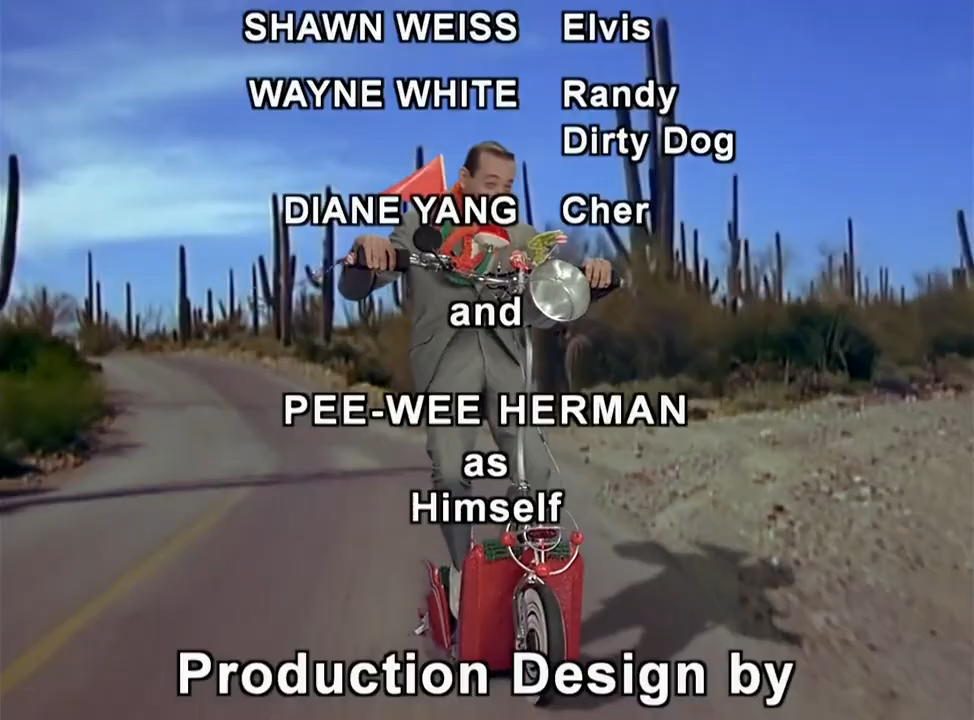 SHAWN WEISS Elvis
WAYNE WHITE Randy
Dirty Dog
DIANE YANG Cher
and
PEE-WEE HERMAN
as
Himself
Production Design by